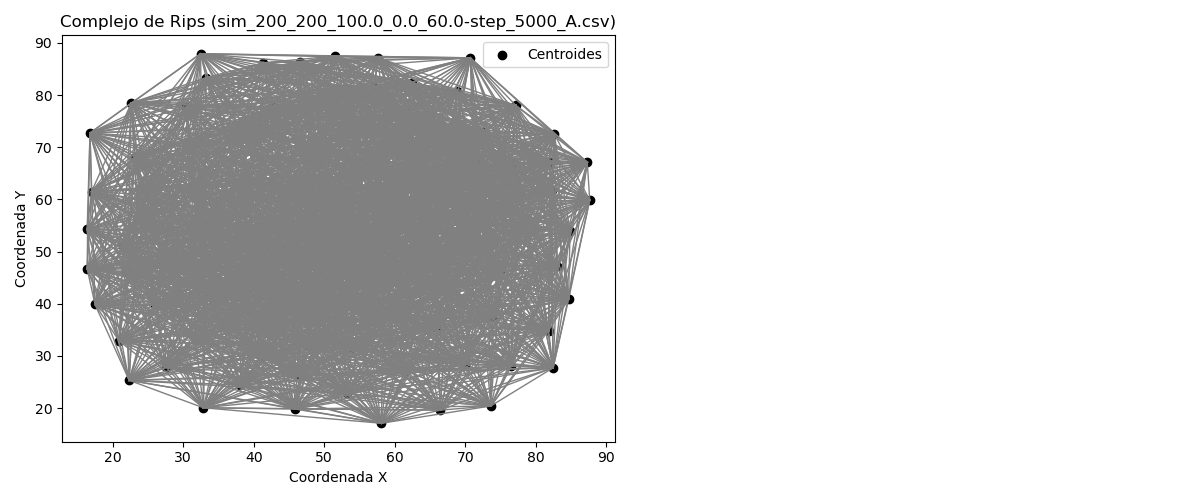 Complejo de Rips (sim_200_200_100.0_0.0_60.0-step_5000_A.csv)
Centroides
90
80
70
60
50
40
30
20
Coordenada Y
20 30 40 50 60 70 80 90
Coordenada X